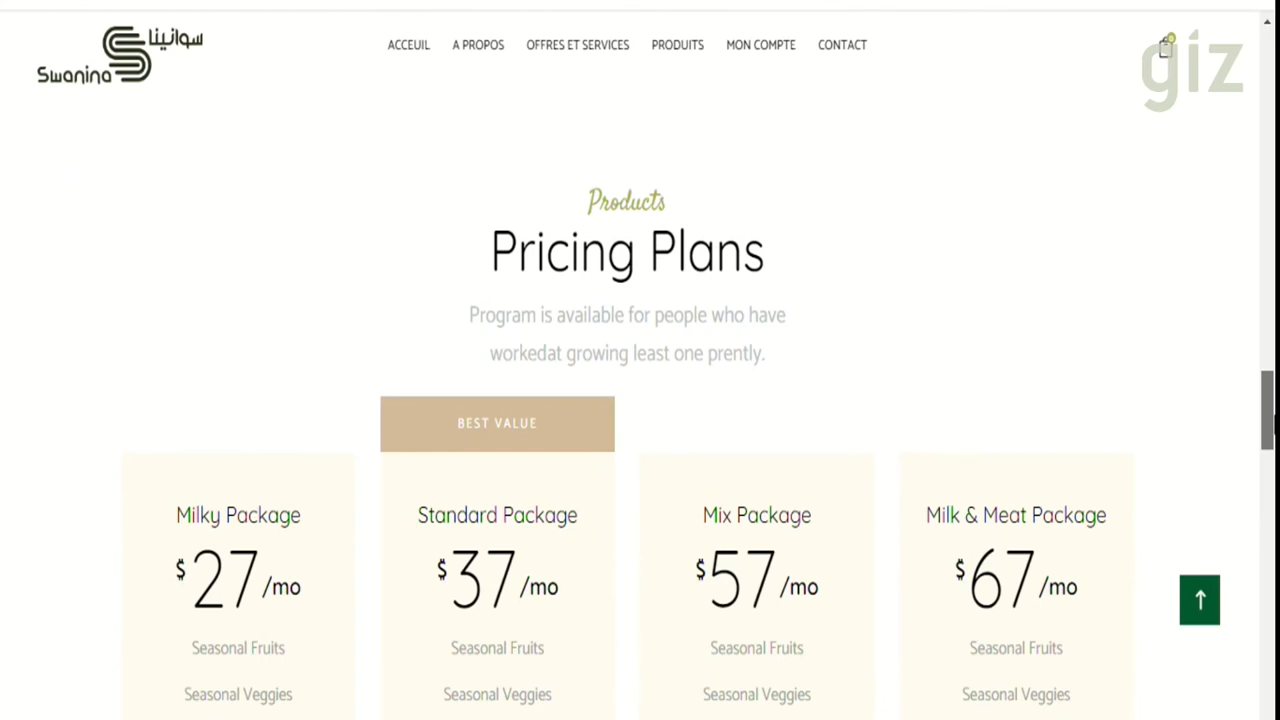 سوانينا
Swanina
ACCEUIL A PROPOS OFFRES ET SERVICES PRODUITS MON COMPTE CONTACT
giz
Products
Pricing Plans
Program is available for people who have
workedat growing least one prently.
BEST VALUE
Milky Package Standard Package Mix Package Milk & Meat Package
$27/mo $37/mo $57/mo $67/mo
Seasonal Fruits Seasonal Fruits Seasonal Fruits Seasonal Fruits
Seasonal Veggies Seasonal Veggies Seasonal Veggies Seasonal Veggies